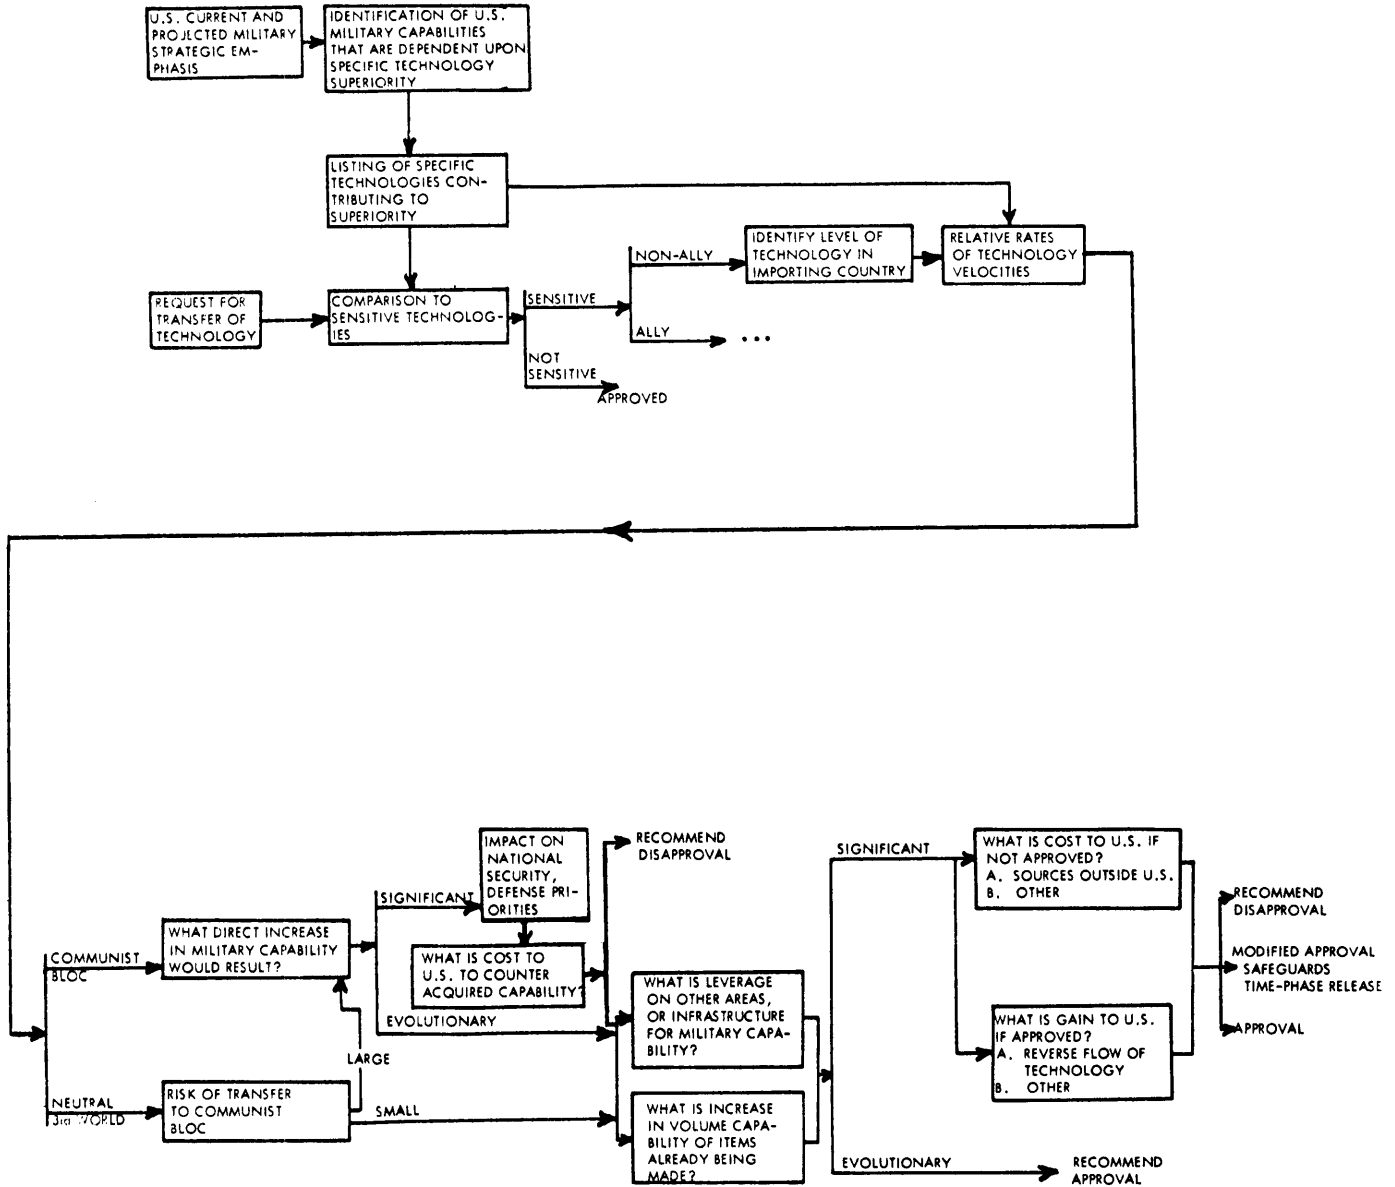 U.S. CURRENT AND
PROJECTED MILITARY
STRATEGIC EM-
PHASIS
IDENTIFICATION OF U.S.
MILITARY CAPABILITIES
THAT ARE DEPENDENT UPON
SPECIFIC TECHNOLOGY
SUPERIORITY
LISTING OF SPECIFIC
TECHNOLOGIES CON-
TRIBUTING TO
SUPERIORITY
REQUEST FOR
TRANSFER OF
TECHNOLOGY
COMPARISON TO
SENSITIVE TECHNOLOG-
IES
SENSITIVE
NOT
SENSITIVE
APPROVED
NON-ALLY
ALLY
...
IDENTIFY LEVEL OF
TECHNOLOGY IN
IMPORTING COUNTRY
RELATIVE RATES
OF TECHNOLOGY
VELOCITIES
COMMUNIST
BLOC
NEUTRAL
3rd WORLD
WHAT DIRECT INCREASE
IN MILITARY CAPABILITY
WOULD RESULT?
RISK OF TRANSFER
TO COMMUNIST
BLOC
LARGE
SMALL
SIGNIFICANT
EVOLUTIONARY
IMPACT ON
NATIONAL
SECURITY,
DEFENSE PRI-
ORITIES
WHAT IS COST TO
U.S. TO COUNTER
ACQUIRED CAPABILITY?
RECOMMEND
DISAPPROVAL
WHAT IS LEVERAGE
ON OTHER AREAS,
OR INFRASTRUCTURE
FOR MILITARY CAPA-
BILITY?
WHAT IS INCREASE
IN VOLUME CAPA-
BILITY OF ITEMS
ALREADY BEING
MADE?
SIGNIFICANT
EVOLUTIONARY
RECOMMEND
APPROVAL
WHAT IS COST TO U.S. IF
NOT APPROVED?
A. SOURCES OUTSIDE U.S.
B. OTHER
WHAT IS GAIN TO U.S.
IF APPROVED?
A. REVERSE FLOW OF
TECHNOLOGY
B. OTHER
RECOMMEND
DISAPPROVAL
MODIFIED APPROVAL
SAFEGUARDS
TIME-PHASE RELEASE
APPROVAL